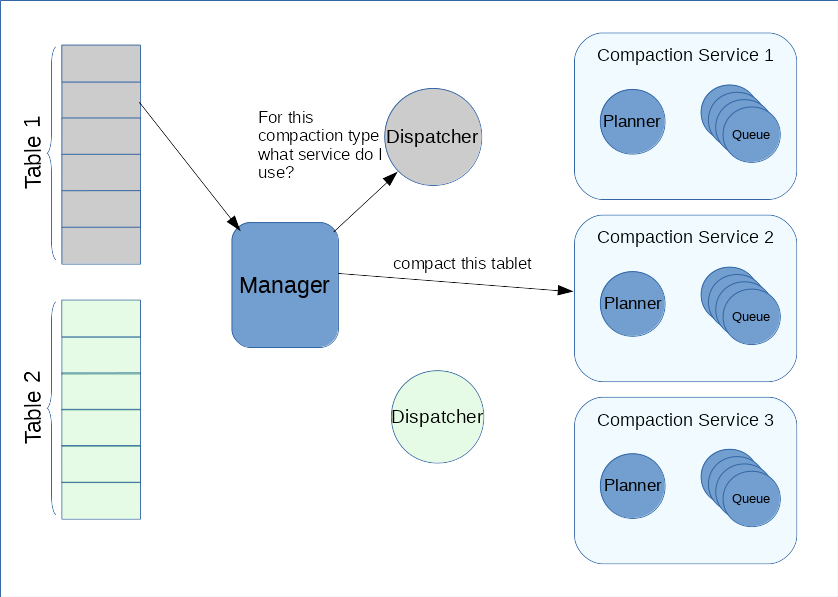 Table 1
For this
compaction type
what service do I
use?
Dispatcher
Manager
compact this tablet
Table 2
Dispatcher
Compaction Service 1
Planner
Queue
Compaction Service 2
Planner
Queue
Compaction Service 3
Planner
Queue